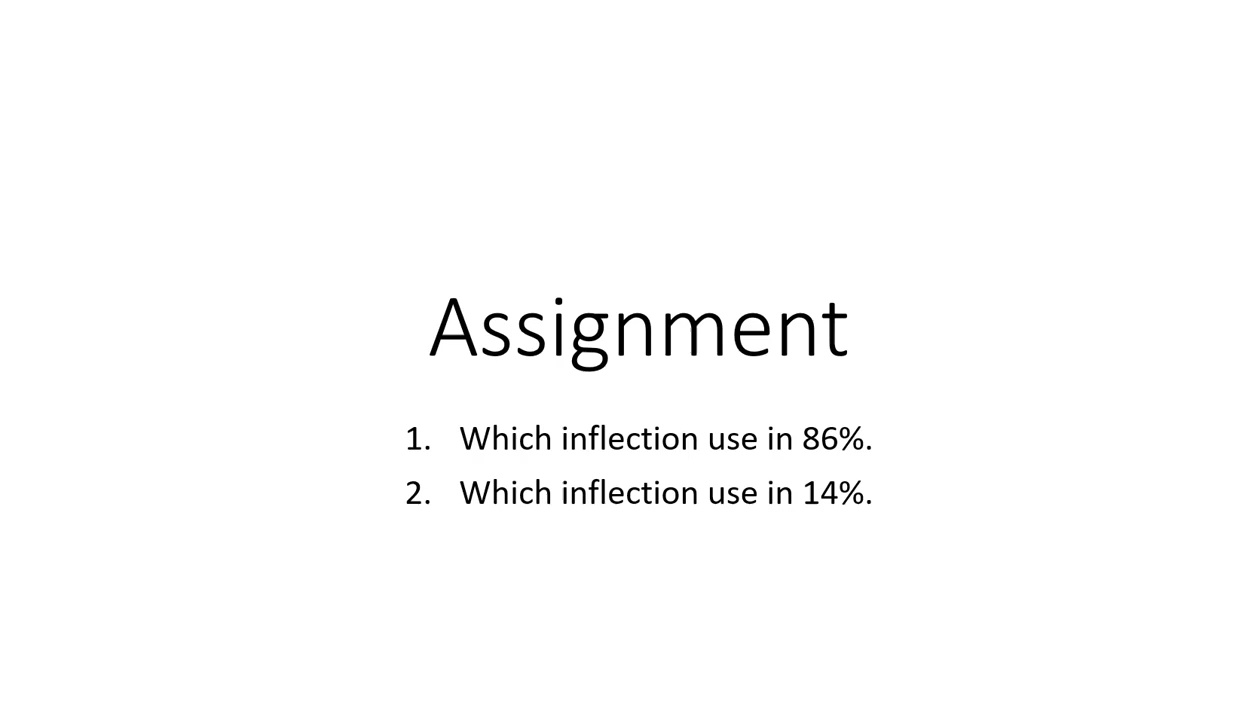 Assignment
1. Which inflection use in 86%.
2. Which inflection use in 14%.